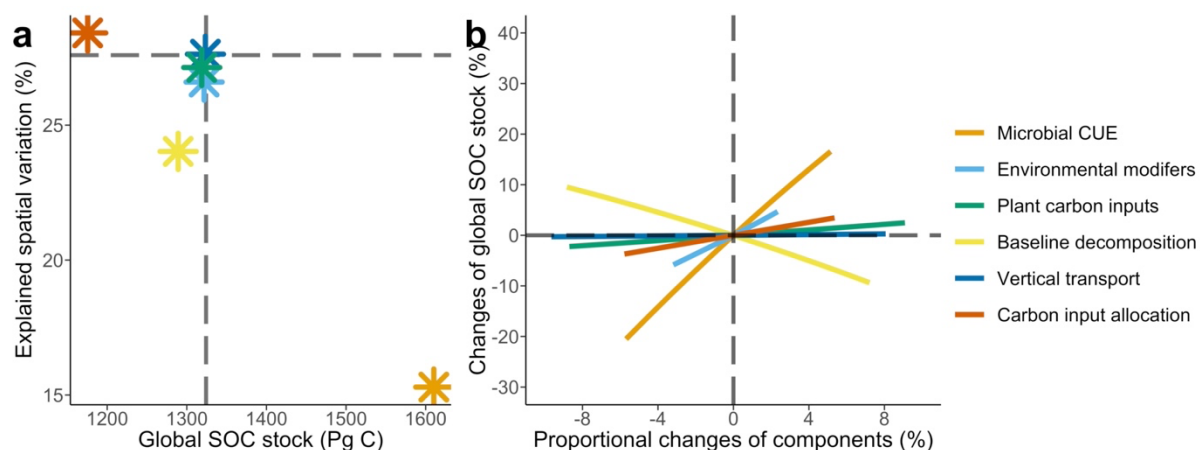 a
Explained spatial variation (%)
25
20
15
1200 1300 1400 1500 1600
Global SOC stock (Pg C)
b
Changes of global SOC stock (%)
40
30
20
10
0
-10
-20
-30
-8 -4 0 4 8
Proportional changes of components (%)
Microbial CUE
Environmental modifers
Plant carbon inputs
Baseline decomposition
Vertical transport
Carbon input allocation